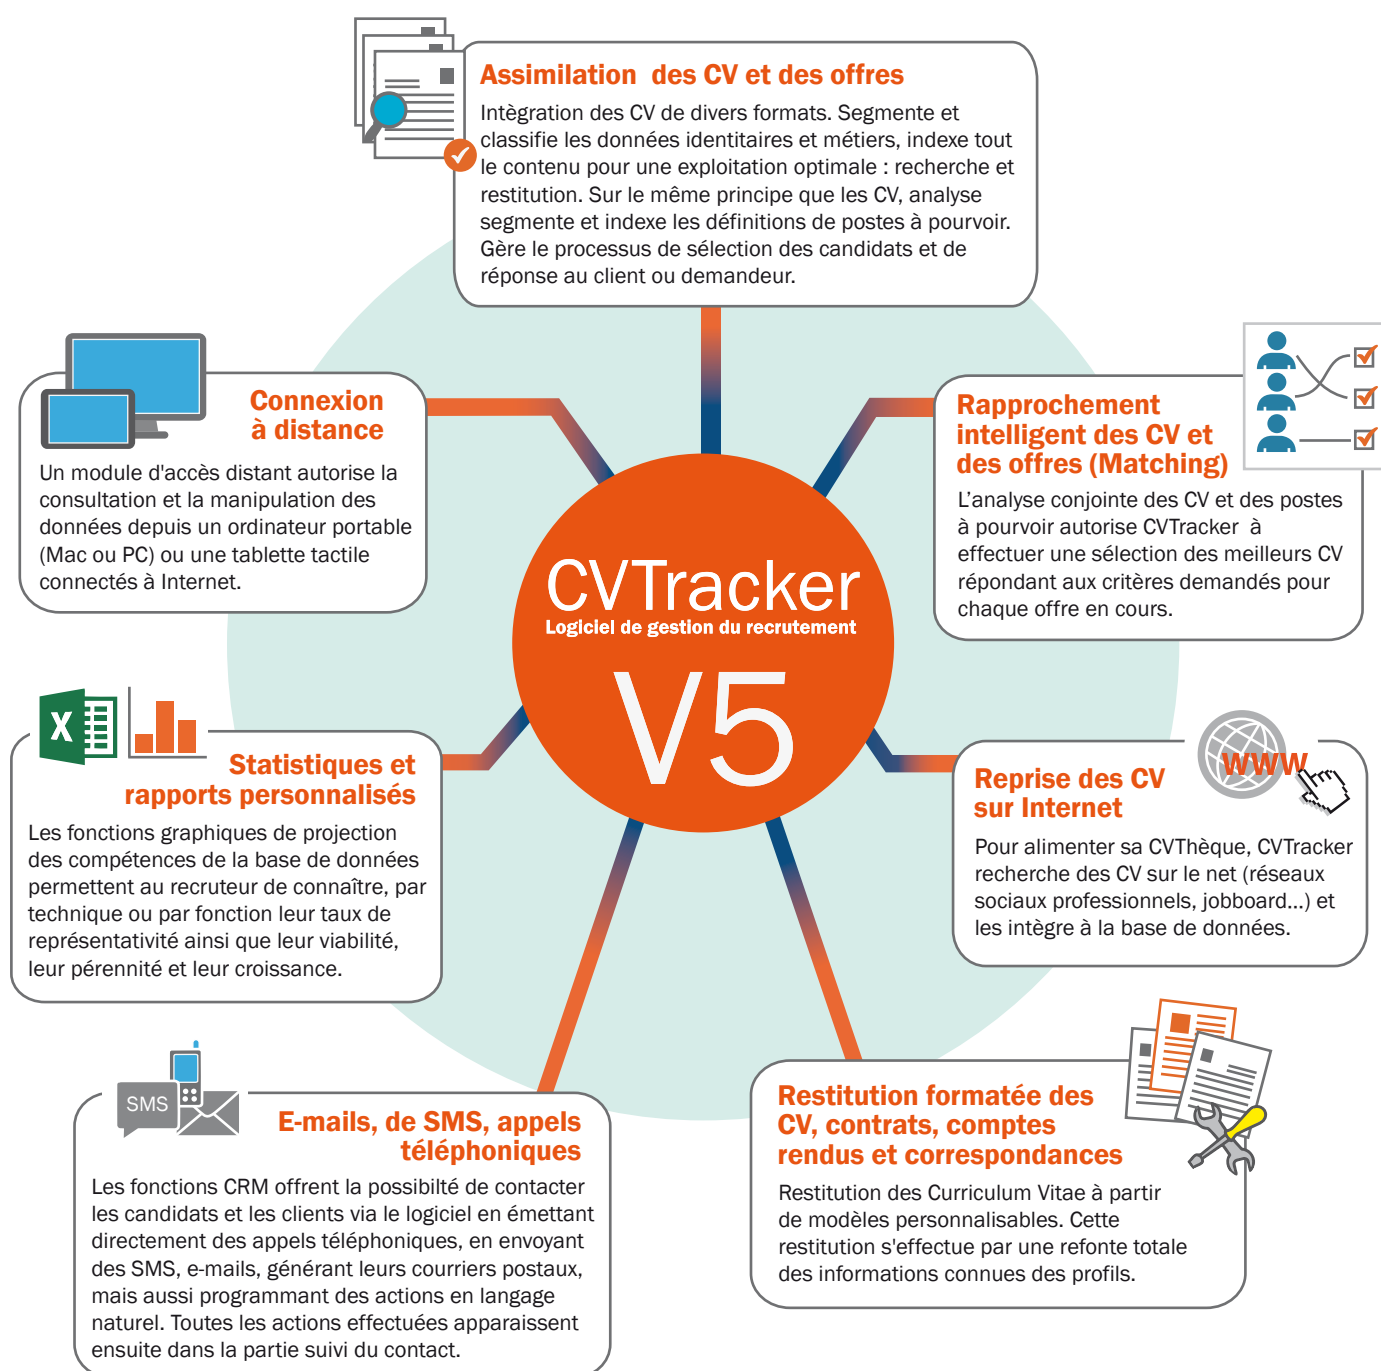 Assimilation  des CV et des offres
Intègration des CV de divers formats. Segmente et
classifie les données identitaires et métiers, indexe tout
le contenu pour une exploitation optimale : recherche et
restitution. Sur le même principe que les CV, analyse
segmente et indexe les définitions de postes à pourvoir.
Gère le processus de sélection des candidats et de
réponse au client ou demandeur.
Connexion
à distance
Un module d'accès distant autorise la
consultation et la manipulation des
données depuis un ordinateur portable
(Mac ou PC) ou une tablette tactile
connectés à Internet.
Rapprochement
intelligent des CV et
des offres (Matching)
L'analyse conjointe des CV et des postes
à pourvoir autorise CVTracker  à
effectuer une sélection des meilleurs CV
répondant aux critères demandés pour
chaque offre en cours.
CVTracker
Logiciel de gestion du recrutement
V5
X
Statistiques et
rapports personnalisés
Les fonctions graphiques de projection
des compétences de la base de données
permettent au recruteur de connaître, par
technique ou par fonction leur taux de
représentativité ainsi que leur viabilité,
leur pérennité et leur croissance.
www
Reprise des CV
sur Internet
Pour alimenter sa CVThèque, CVTracker
recherche des CV sur le net (réseaux
sociaux professionnels, jobboard...) et
les intègre à la base de données.
SMS
E-mails, de SMS, appels
téléphoniques
Les fonctions CRM offrent la possibilté de contacter
les candidats et les clients via le logiciel en émettant
directement des appels téléphoniques, en envoyant
des SMS, e-mails, générant leurs courriers postaux,
mais aussi programmant des actions en langage
naturel. Toutes les actions effectuées apparaissent
ensuite dans la partie suivi du contact.
Restitution formatée des
CV, contrats, comptes
rendus et correspondances
Restitution des Curriculum Vitae à partir
de modèles personnalisables. Cette
restitution s'effectue par une refonte totale
des informations connues des profils.